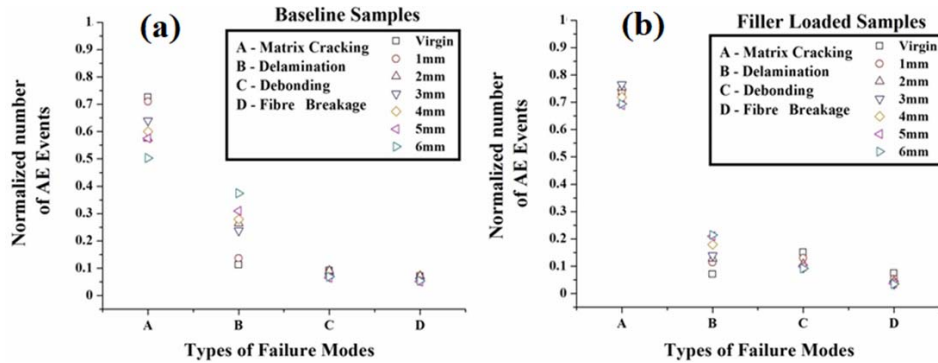 (a)
Baseline Samples
A - Matrix Cracking
B - Delamination
C - Debonding
D - Fibre Breakage
Virgin
1mm
2mm
3mm
4mm
5mm
6mm
Normalized number
of AE Events
1
0.9
0.8
0.7
0.6
0.5
0.4
0.3
0.2
0.1
0
A B C D
Types of Failure Modes
(b)
Filler Loaded Samples
A - Matrix Cracking
B - Delamination
C - Debonding
D - Fibre Breakage
Virgin
1mm
2mm
3mm
4mm
5mm
6mm
Normalized number
of AE Events
1
0.9
0.8
0.7
0.6
0.5
0.4
0.3
0.2
0.1
0
A B C D
Types of Failure Modes